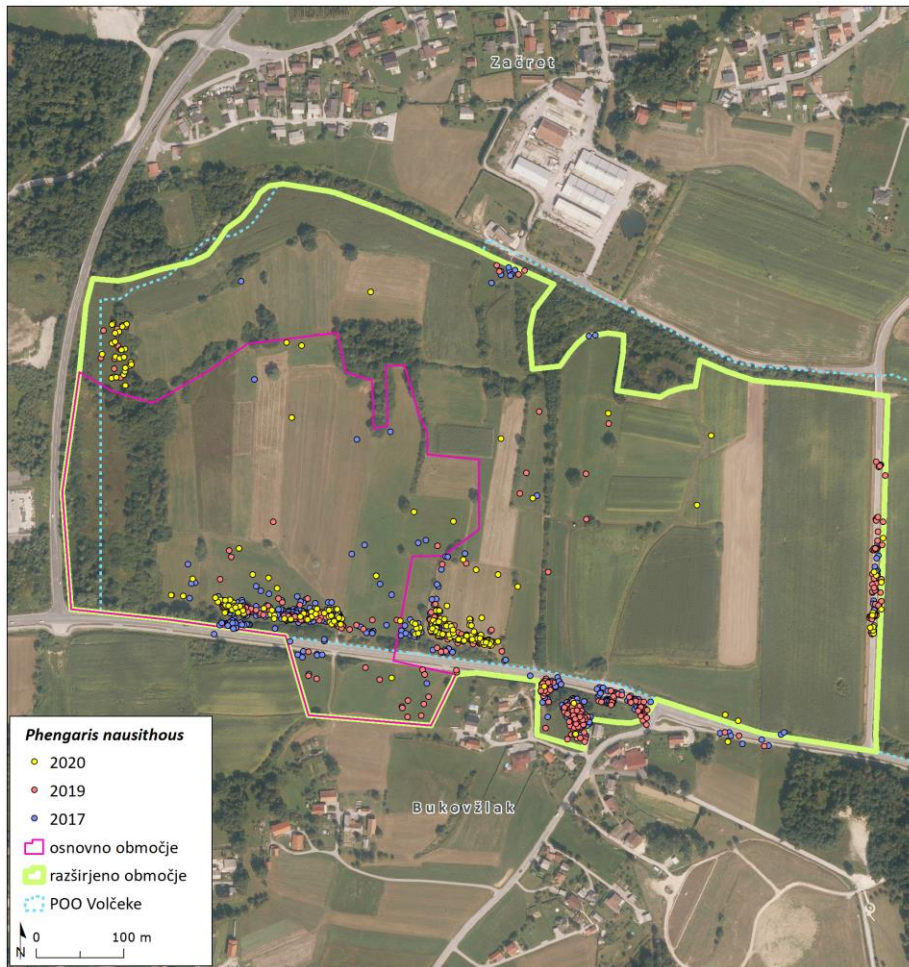 Začret
Bukovžlak
Phengaris nausithous
2020
2019
2017
osnovno območje
razširjeno območje
POO Volčeke
0 100 m
N